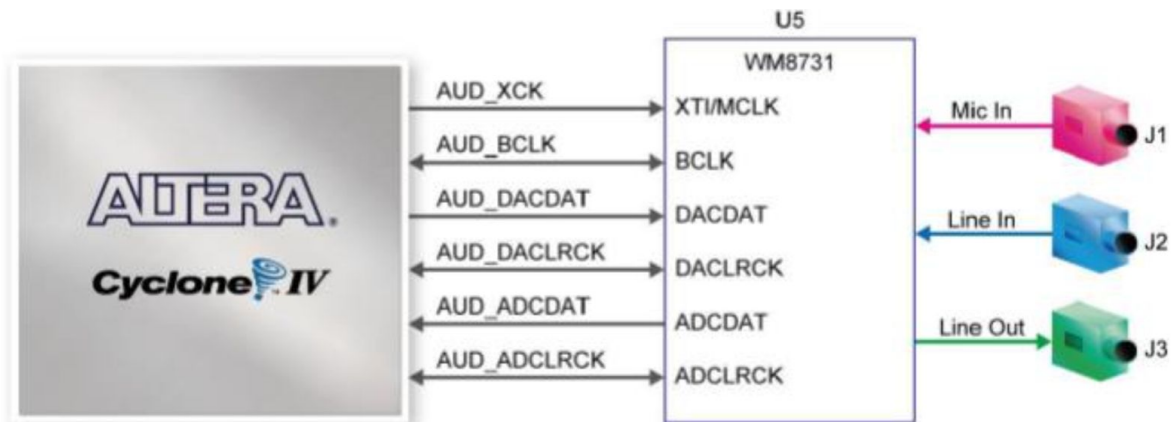 U5
WM8731
ALTERA.
Cyclone IV
AUD_XCK
XTI/MCLK
AUD_BCLK
BCLK
AUD_DACDAT
DACDAT
AUD_DACLRCK
DACLRCK
AUD_ADCDAT
ADCDAT
AUD_ADCLRCK
ADCLRCK
Mic In
J1
Line In
J2
Line Out
J3